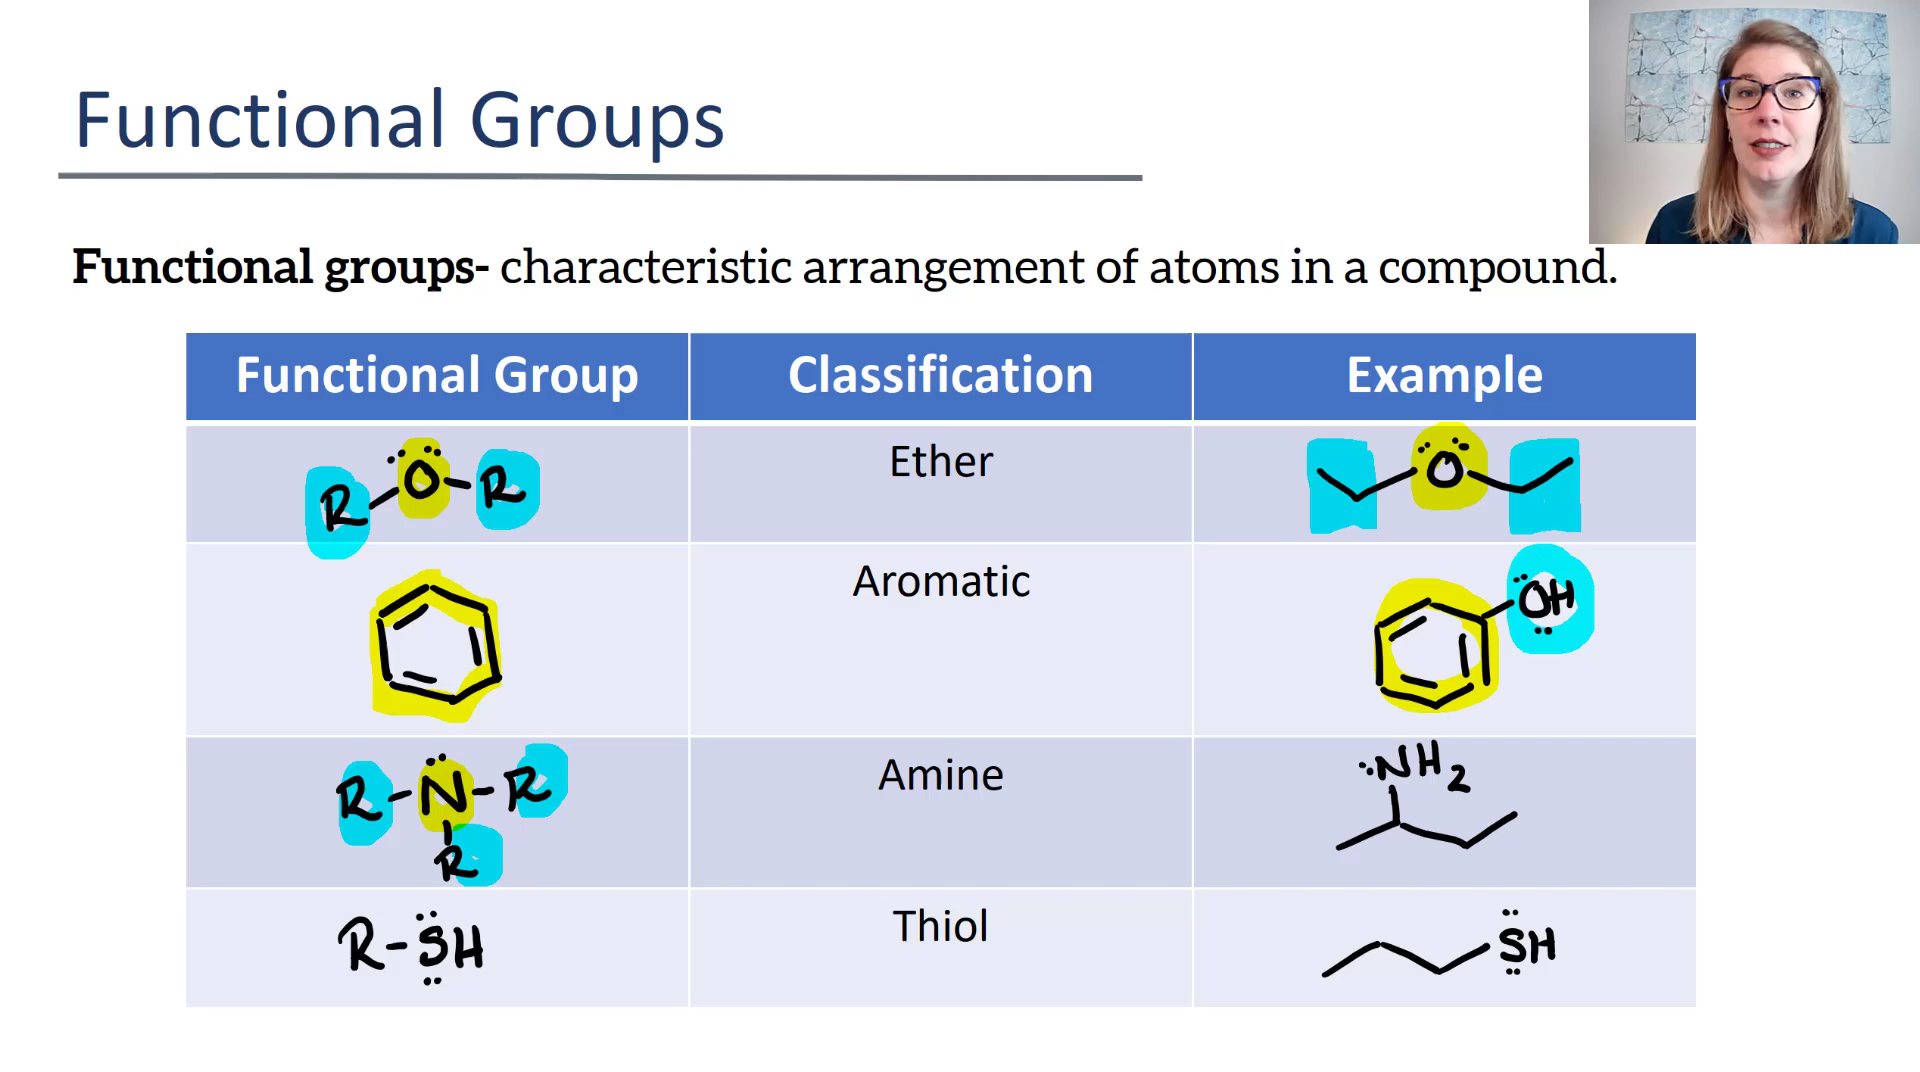 Functional Groups
Functional groups- characteristic arrangement of atoms in a compound.
Functional Group Classification Example
R O R Ether O
Aromatic OH
R N R Amine NH2
R
R-SH Thiol SH